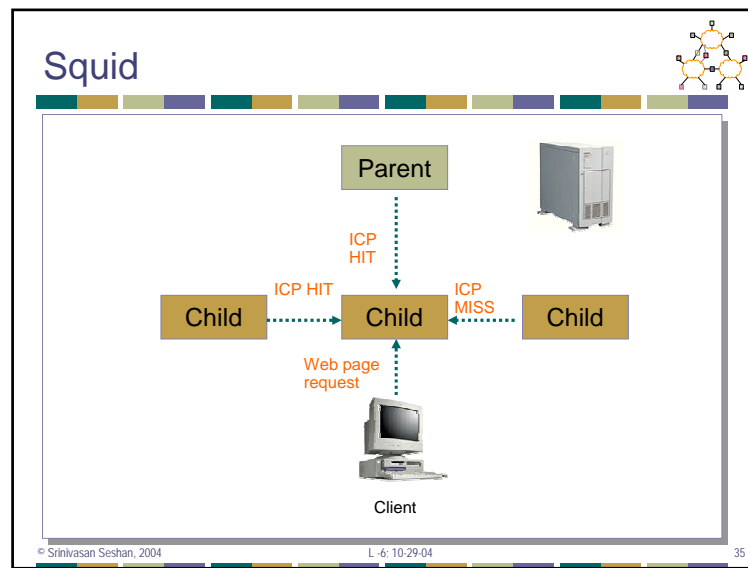 Squid
Parent
ICP
HIT
ICP HIT
ICP
MISS
Child
Child
Child
Web page
request
Client
© Srinivasan Seshan, 2004
L -6; 10-29-04
35